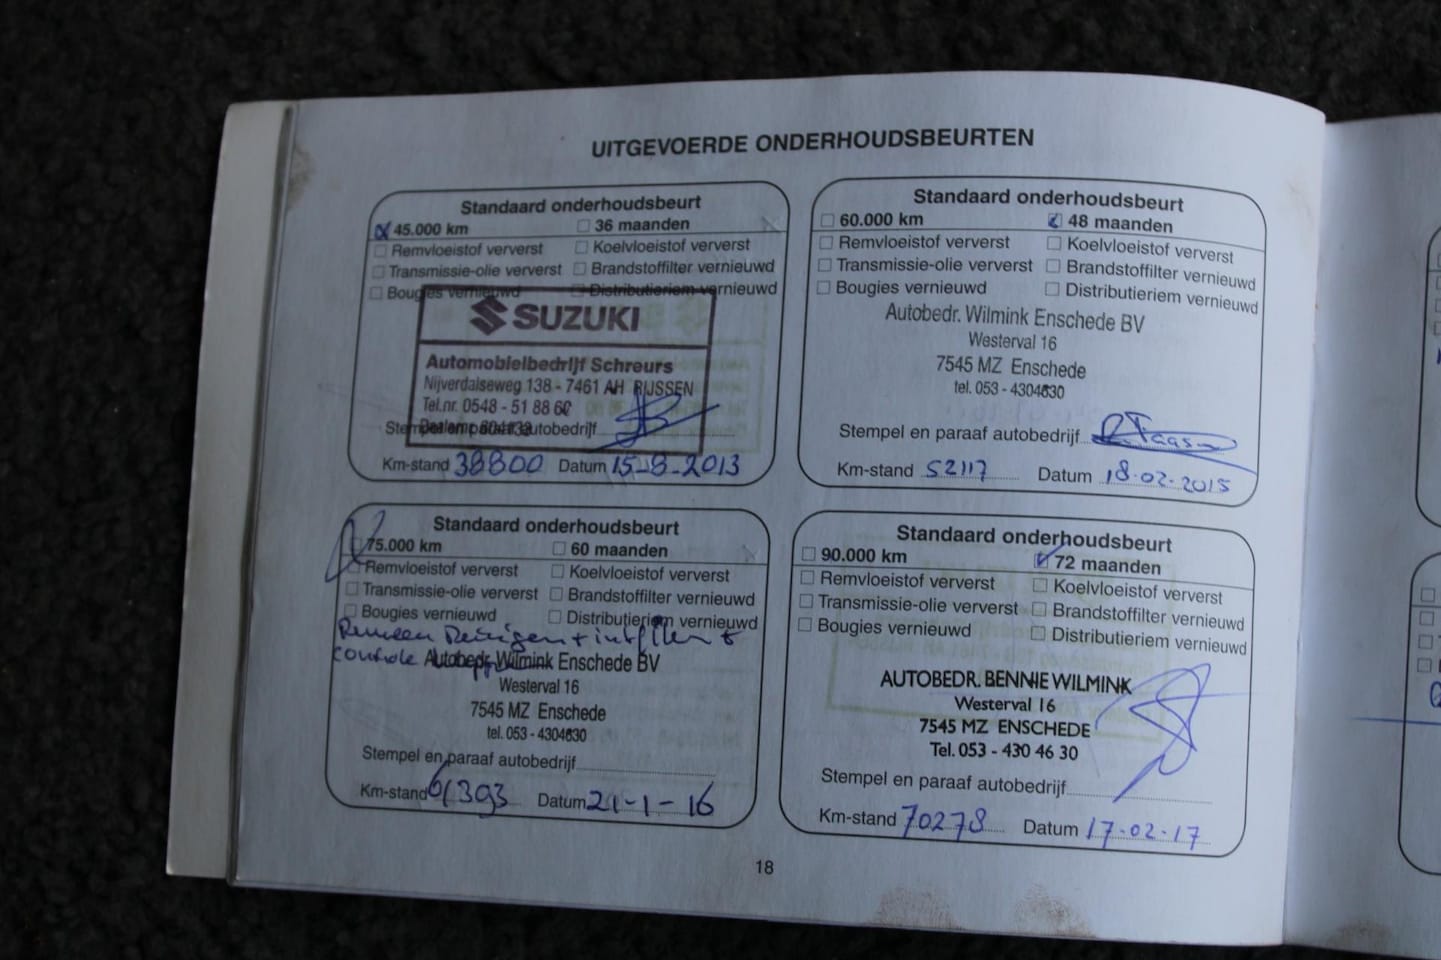 UITGEVOERDE ONDERHOUDSBEURTEN
Standaard onderhoudsbeurt
45.000 km 36 maanden
Remvloeistof ververst Koelvloeistof ververst
Transmissie-olie ververst Brandstoffilter vernieuwd
Bougies vernieuwd Distributieriem vernieuwd
SUZUKI
Automobielbedrijf Schreurs
Nijverdalseweg 138 - 7461 AH RIJSSEN
Tel.nr. 0548 - 51 88 60
Stempel en paraaf autobedrijf
Km-stand 38800 Datum 15-8-2013
Standaard onderhoudsbeurt
60.000 km 48 maanden
Remvloeistof ververst Koelvloeistof ververst
Transmissie-olie ververst Brandstoffilter vernieuwd
Bougies vernieuwd Distributieriem vernieuwd
Autobedr. Wilmink Enschede BV
Westerval 16
7545 MZ Enschede
tel. 053 - 4304630
Stempel en paraaf autobedrijf
Km-stand 52117 Datum 18-02-2015
Standaard onderhoudsbeurt
75.000 km 60 maanden
Remvloeistof ververst Koelvloeistof ververst
Transmissie-olie ververst Brandstoffilter vernieuwd
Bougies vernieuwd Distributieriem vernieuwd
Remmen Reinigen +
controle Autobedr. Wilmink Enschede BV
Westerval 16
7545 MZ Enschede
tel. 053 - 4304630
Stempel en paraaf autobedrijf
Km-stand 61393 Datum 21-1-16
Standaard onderhoudsbeurt
90.000 km 72 maanden
Remvloeistof ververst Koelvloeistof ververst
Transmissie-olie ververst Brandstoffilter vernieuwd
Bougies vernieuwd Distributieriem vernieuwd
AUTOBEDR. BENNIE WILMINK
Westerval 16
7545 MZ ENSCHEDE
Tel. 053 - 430 46 30
Stempel en paraaf autobedrijf
Km-stand 70278 Datum 17-02-17
18